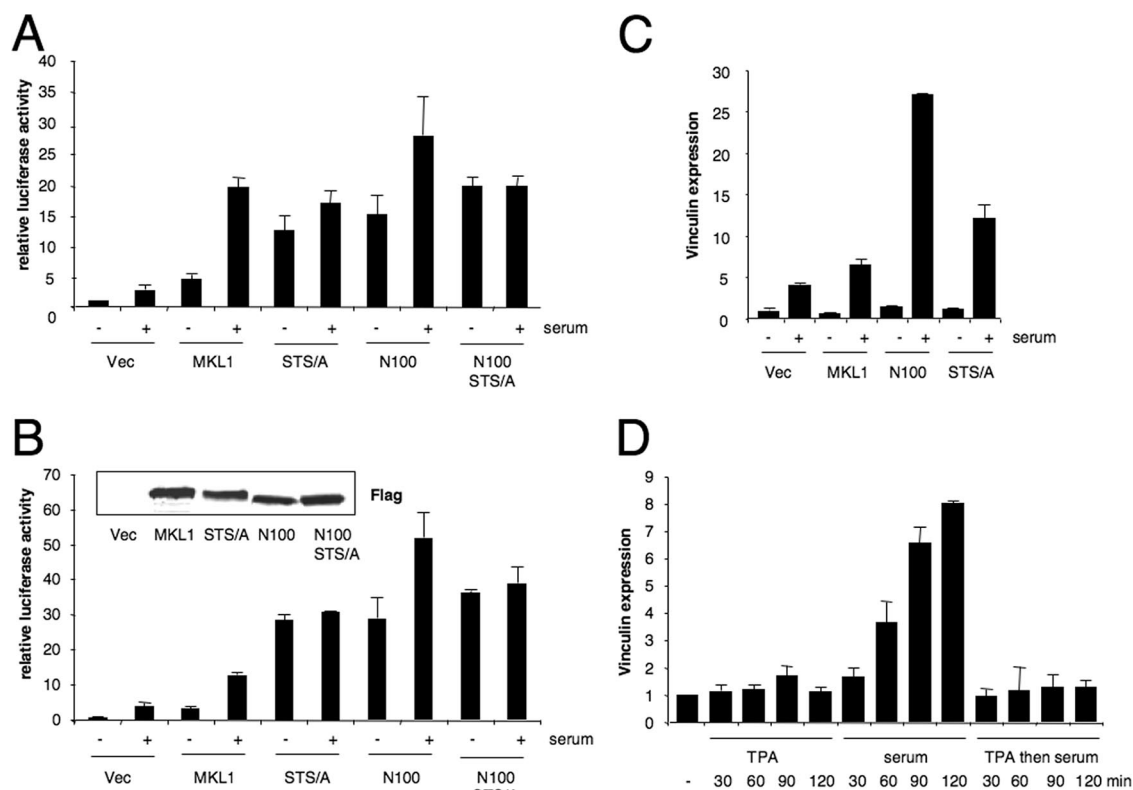 A
relative luciferase activity
40
35
30
25
20
15
10
5
0
- + - + - + - + - + serum
Vec MKL1 STS/A N100 N100
STS/A
B
relative luciferase activity
70
60
50
40
30
20
10
0
Flag
Vec MKL1 STS/A N100 N100
STS/A
- + - + - + - + - + serum
Vec MKL1 STS/A N100 N100
C
Vinculin expression
30
25
20
15
10
5
0
- + - + - + - + serum
Vec MKL1 N100 STS/A
D
Vinculin expression
9
8
7
6
5
4
3
2
1
0
TPA serum TPA then serum
- 30 60 90 120 30 60 90 120 30 60 90 120 min